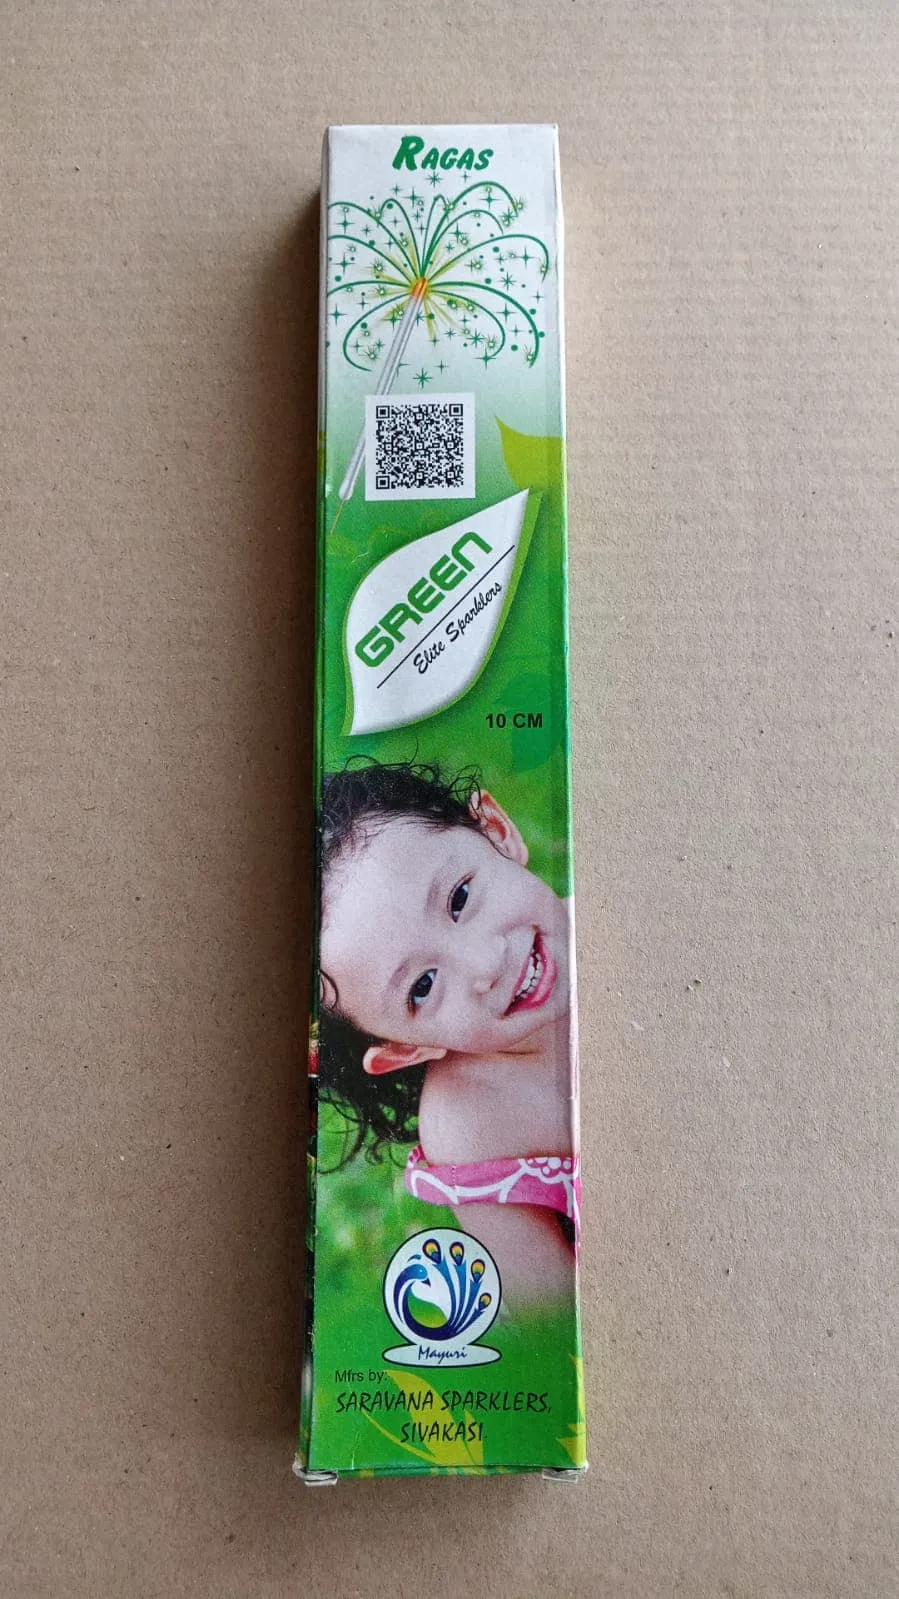 RAGAS
GREEN
Elite Sparklers
10 CM
Mayuri
Mfrs by:
SARAVANA SPARKLERS,
SIVAKASI.